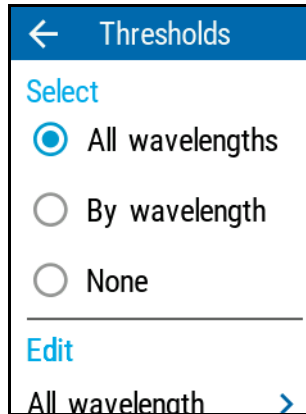 Thresholds
Select
All wavelengths
By wavelength
None
Edit
All wavelength